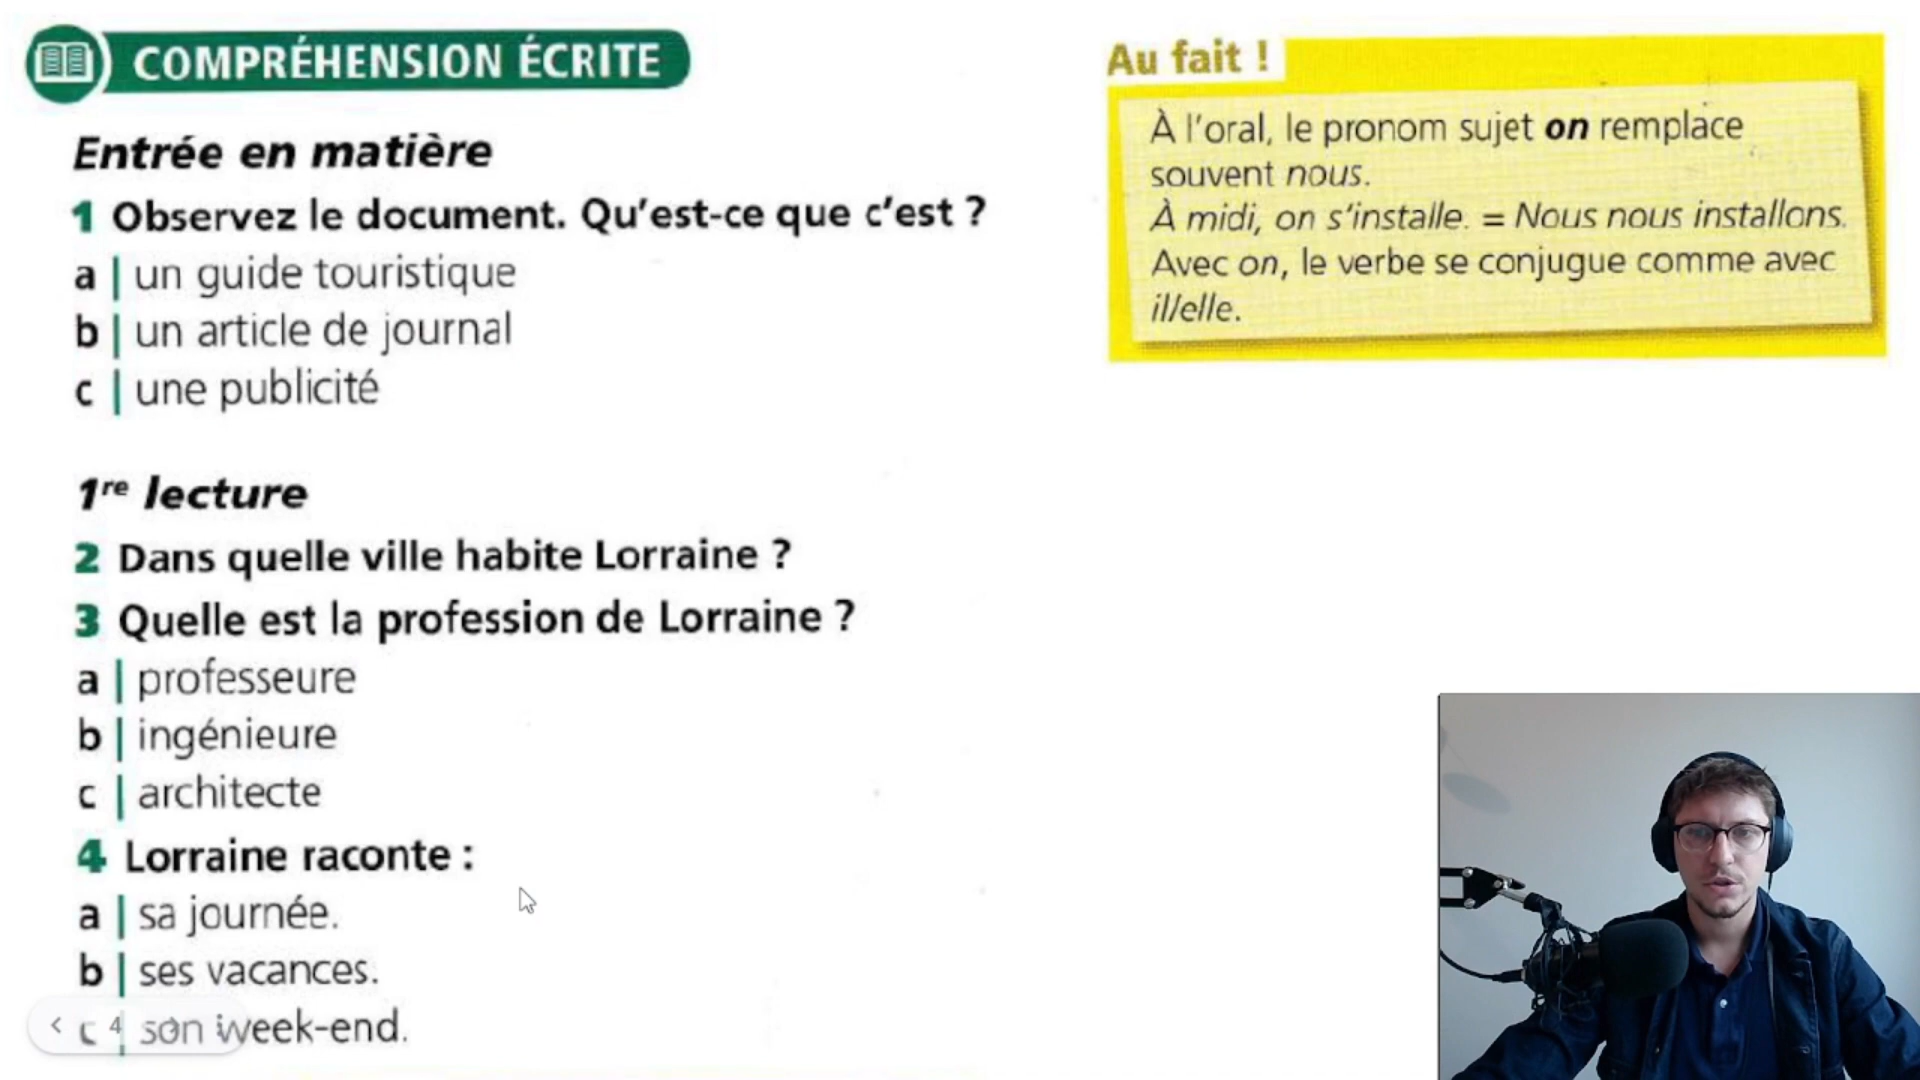 COMPRÉHENSION ÉCRITE
Entrée en matière
1 Observez le document. Qu'est-ce que c'est ?
a | un guide touristique
b | un article de journal
c | une publicité
1re lecture
2 Dans quelle ville habite Lorraine ?
3 Quelle est la profession de Lorraine ?
a | professeure
b | ingénieure
c | architecte
4 Lorraine raconte :
a | sa journée.
b | ses vacances.
c | son week-end.
4
Au fait !
À l'oral, le pronom sujet on remplace
souvent nous.
À midi, on s'installe. = Nous nous installons.
Avec on, le verbe se conjugue comme avec
il/elle.